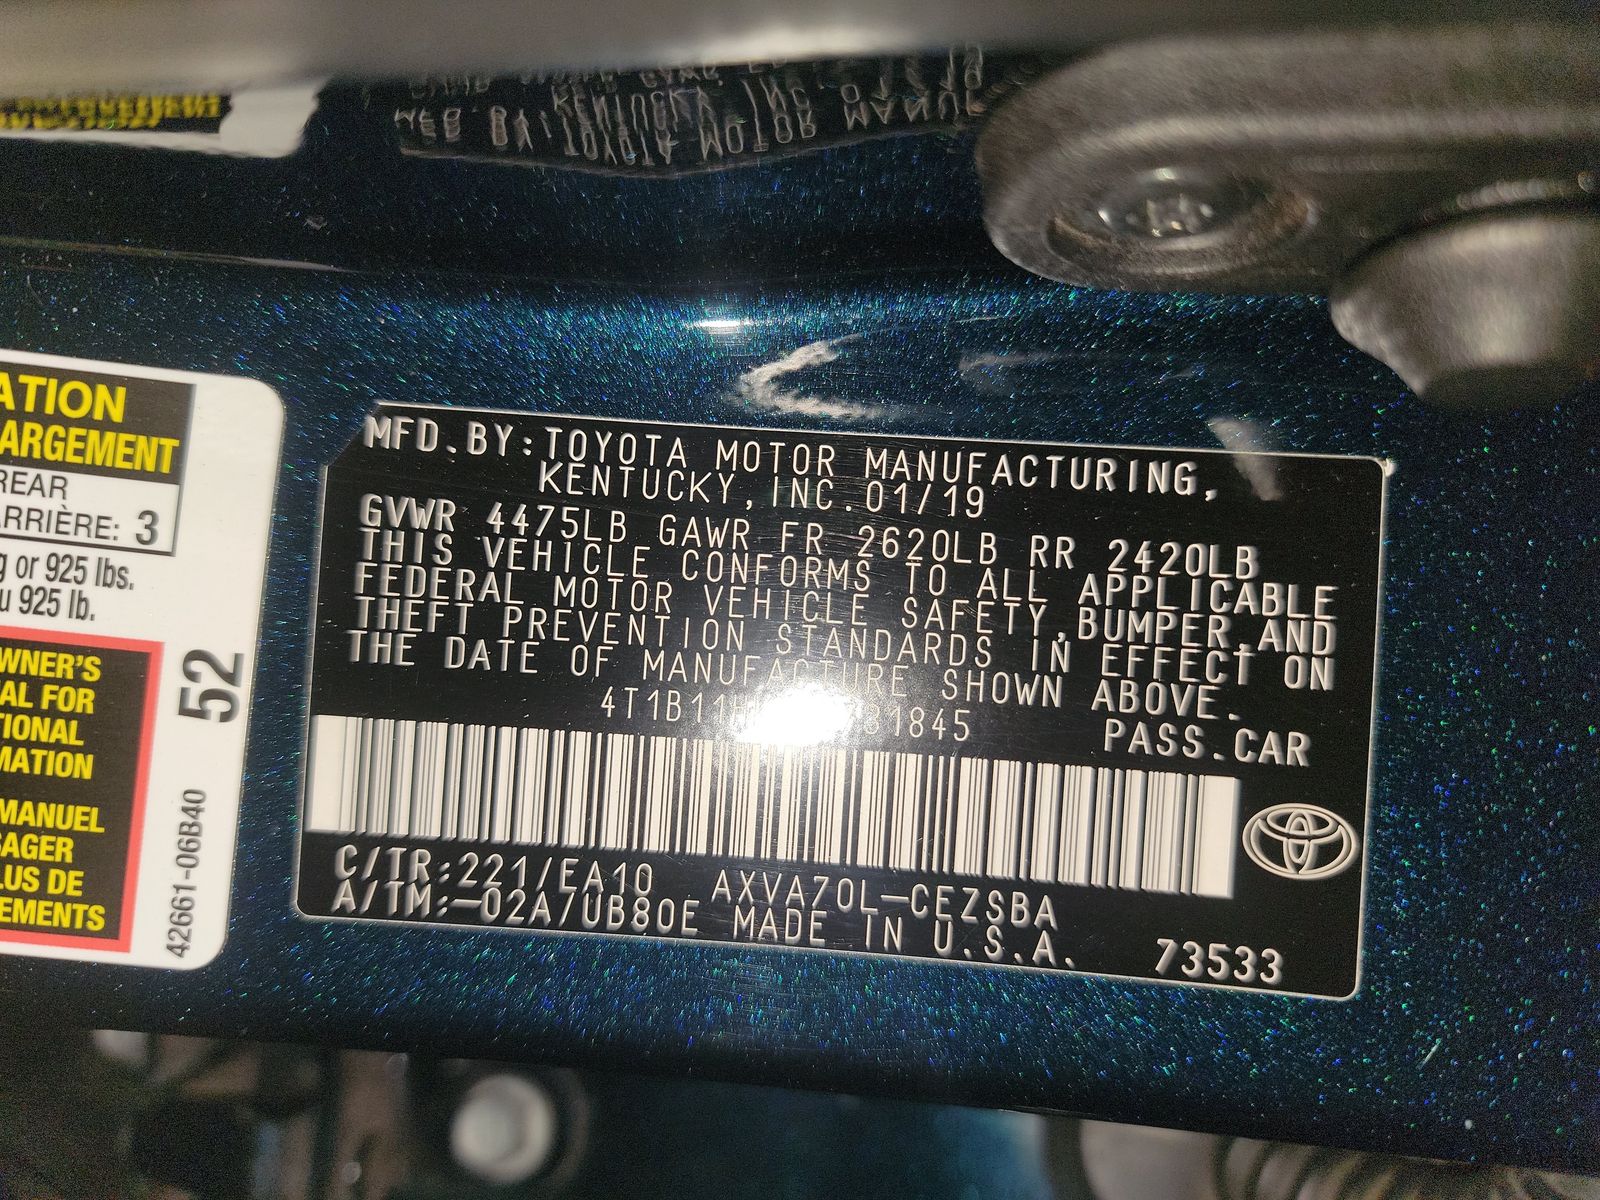 ATION
ARGEMENT
REAR
ARRIÈRE: 3
g or 925 lbs.
u 925 lb.
WNER'S
AL FOR
TIONAL
MATION
MANUEL
SAGER
LUS DE
EMENTS
52
42661-06B40
MFD.BY:TOYOTA MOTOR MANUFACTURING,
KENTUCKY,INC.01/19
GVWR 4475LB GAWR FR 2620LB RR 2420LB
THIS VEHICLE CONFORMS TO ALL APPLICABLE
FEDERAL MOTOR VEHICLE SAFETY,BUMPER,AND
THEFT PREVENTION STANDARDS IN EFFECT ON
THE DATE OF MANUFACTURE SHOWN ABOVE.
PASS.CAR
C/TR:221/EA10 AXVA70L-CEZSBA
A/TM:-02A/UB80E MADE IN U.S.A. 73533